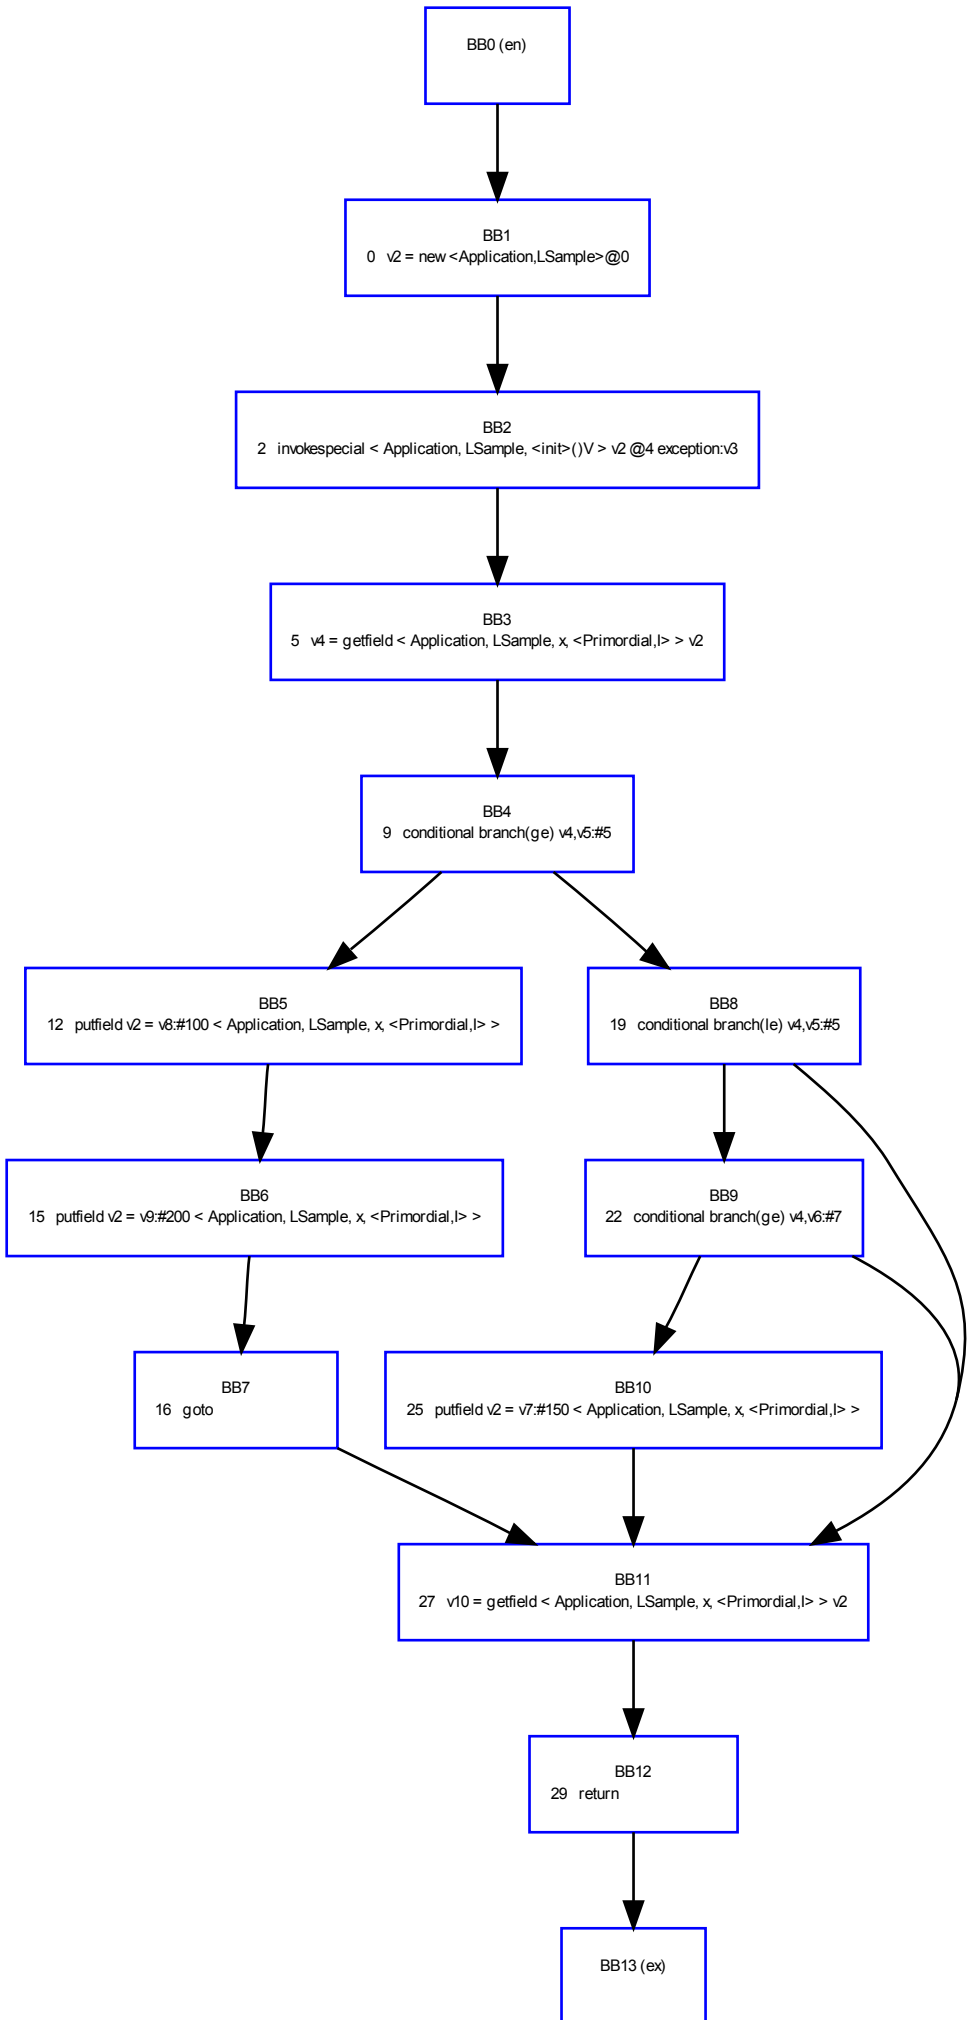 BB0 (en)
BB1
0 v2 = new <Application,LSample>@0
BB2
2 invokespecial < Application, LSample, <init>()V > v2 @4 exception:v3
BB3
5 v4 = getfield < Application, LSample, x, <Primordial,I> > v2
BB4
9 conditional branch(ge) v4,v5:#5
BB5
12 putfield v2 = v8:#100 < Application, LSample, x, <Primordial,I> >
BB8
19 conditional branch(le) v4,v5:#5
BB6
15 putfield v2 = v9:#200 < Application, LSample, x, <Primordial,I> >
BB9
22 conditional branch(ge) v4,v6:#7
BB7
16 goto
BB10
25 putfield v2 = v7:#150 < Application, LSample, x, <Primordial,I> >
BB11
27 v10 = getfield < Application, LSample, x, <Primordial,I> > v2
BB12
29 return
BB13 (ex)